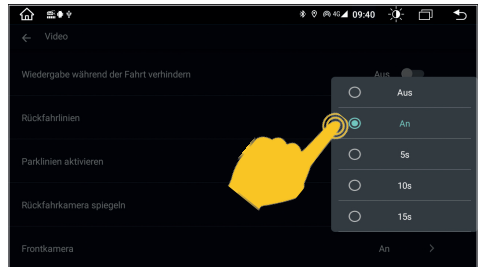 4G 09:40
Video
Wiedergabe während der Fahrt verhindern
Aus
Rückfahrlinien
Parklinien aktivieren
Rückfahrkamera spiegeln
Frontkamera
An
Aus
An
5s
10s
15s